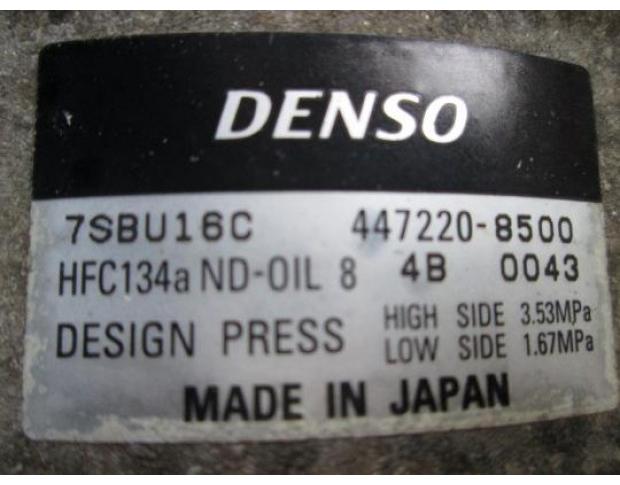 DENSO
7SBU16C 447220-8500
HFC134a ND-OIL 8 4B 0043
DESIGN PRESS HIGH SIDE 3.53MPa
LOW SIDE 1.67MPa
MADE IN JAPAN